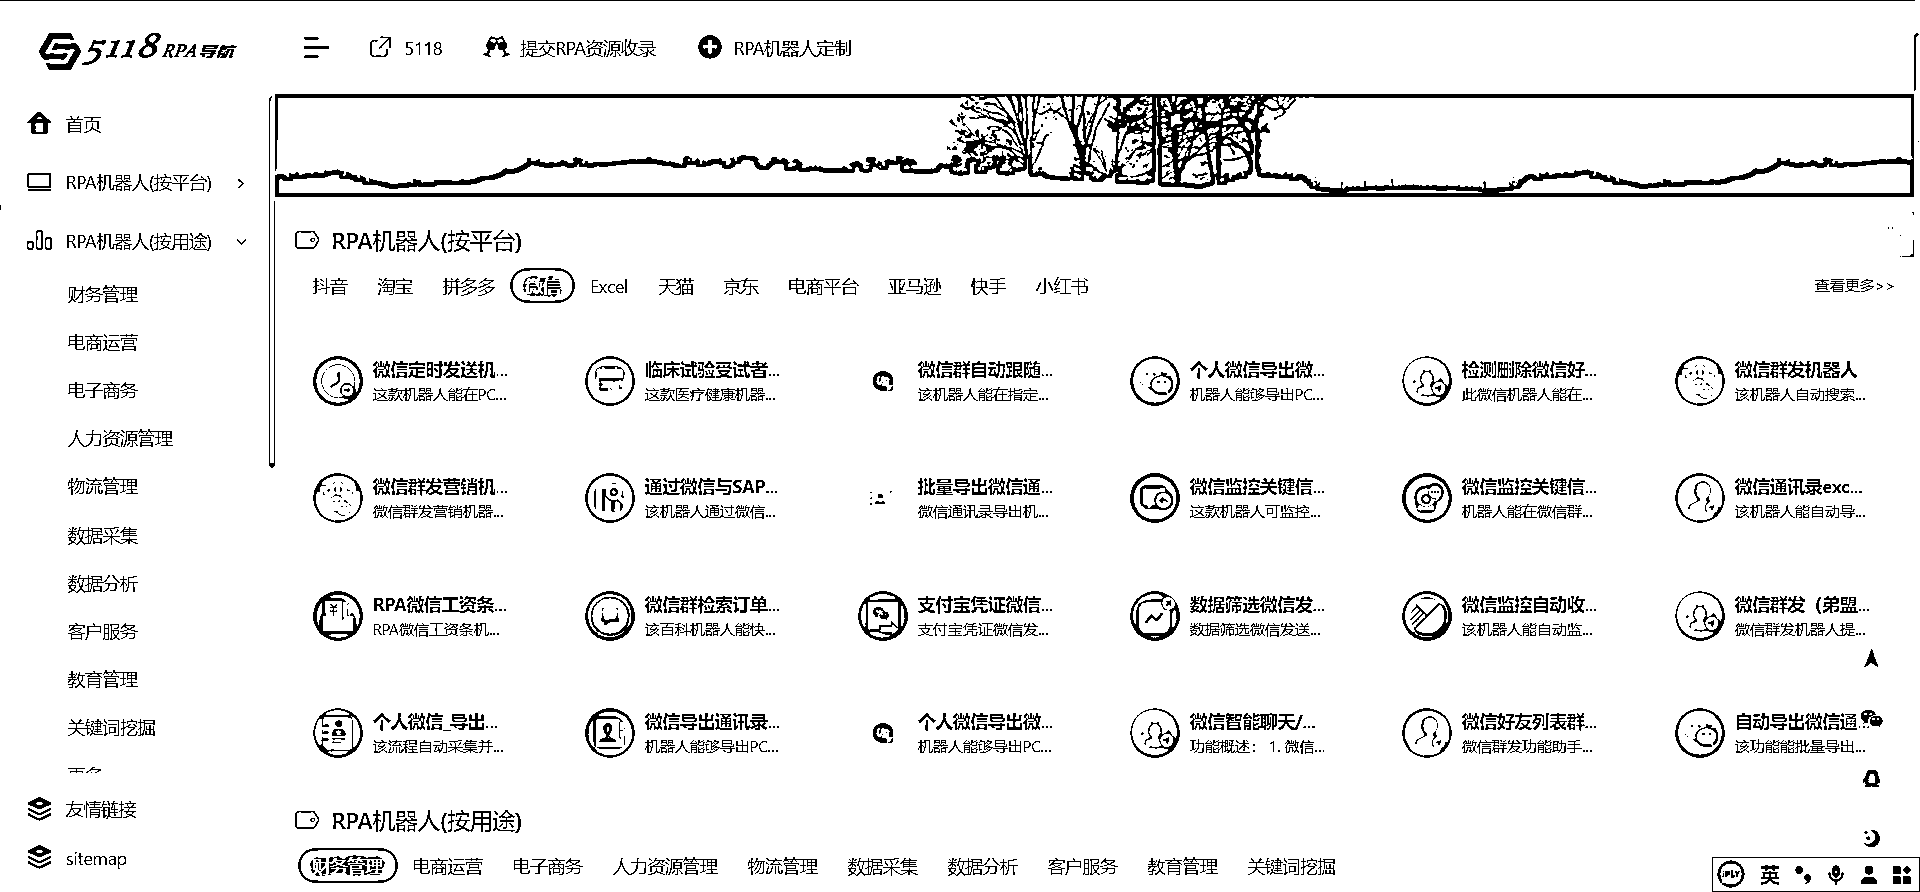 5118 RPA导航
5118
提交RPA资源收录
RPA机器人定制
首页
RPA机器人(按平台)
RPA机器人(按用途)
财务管理
电商运营
电子商务
人力资源管理
物流管理
数据采集
数据分析
客户服务
教育管理
关键词挖掘
友情链接
sitemap
RPA机器人(按平台)
抖音 淘宝 拼多多 微信 Excel 天猫 京东 电商平台 亚马逊 快手 小红书 查看更多>>
微信定时发送机...
这款机器人能在PC...
临床试验受试者...
这款医疗健康机器...
微信群自动跟随...
该机器人能在指定...
个人微信导出微...
机器人能够导出PC...
检测删除微信好...
此微信机器人能在...
微信群发机器人
该机器人自动搜索...
微信群发营销机...
微信群发营销机器...
通过微信与SAP...
该机器人通过微信...
批量导出微信通...
微信通讯录导出机...
微信监控关键信...
这款机器人可监控...
微信监控关键信...
机器人能在微信群...
微信通讯录exc...
该机器人能自动导...
RPA微信工资条...
RPA微信工资条机...
微信群检索订单...
该百科机器人能快...
支付宝凭证微信...
支付宝凭证微信发...
数据筛选微信发...
数据筛选微信发送...
微信监控自动收...
该机器人能自动监...
微信群发（弟盟...
微信群发机器人提...
个人微信_导出...
该流程自动采集并...
微信导出通讯录...
机器人能够导出PC...
个人微信导出微...
机器人能够导出PC...
微信智能聊天/...
功能概述： 1. 微信...
微信好友列表群...
微信群发功能助手...
自动导出微信通...
该功能能批量导出...
RPA机器人(按用途)
财务管理 电商运营 电子商务 人力资源管理 物流管理 数据采集 数据分析 客户服务 教育管理 关键词挖掘
iFLY 英